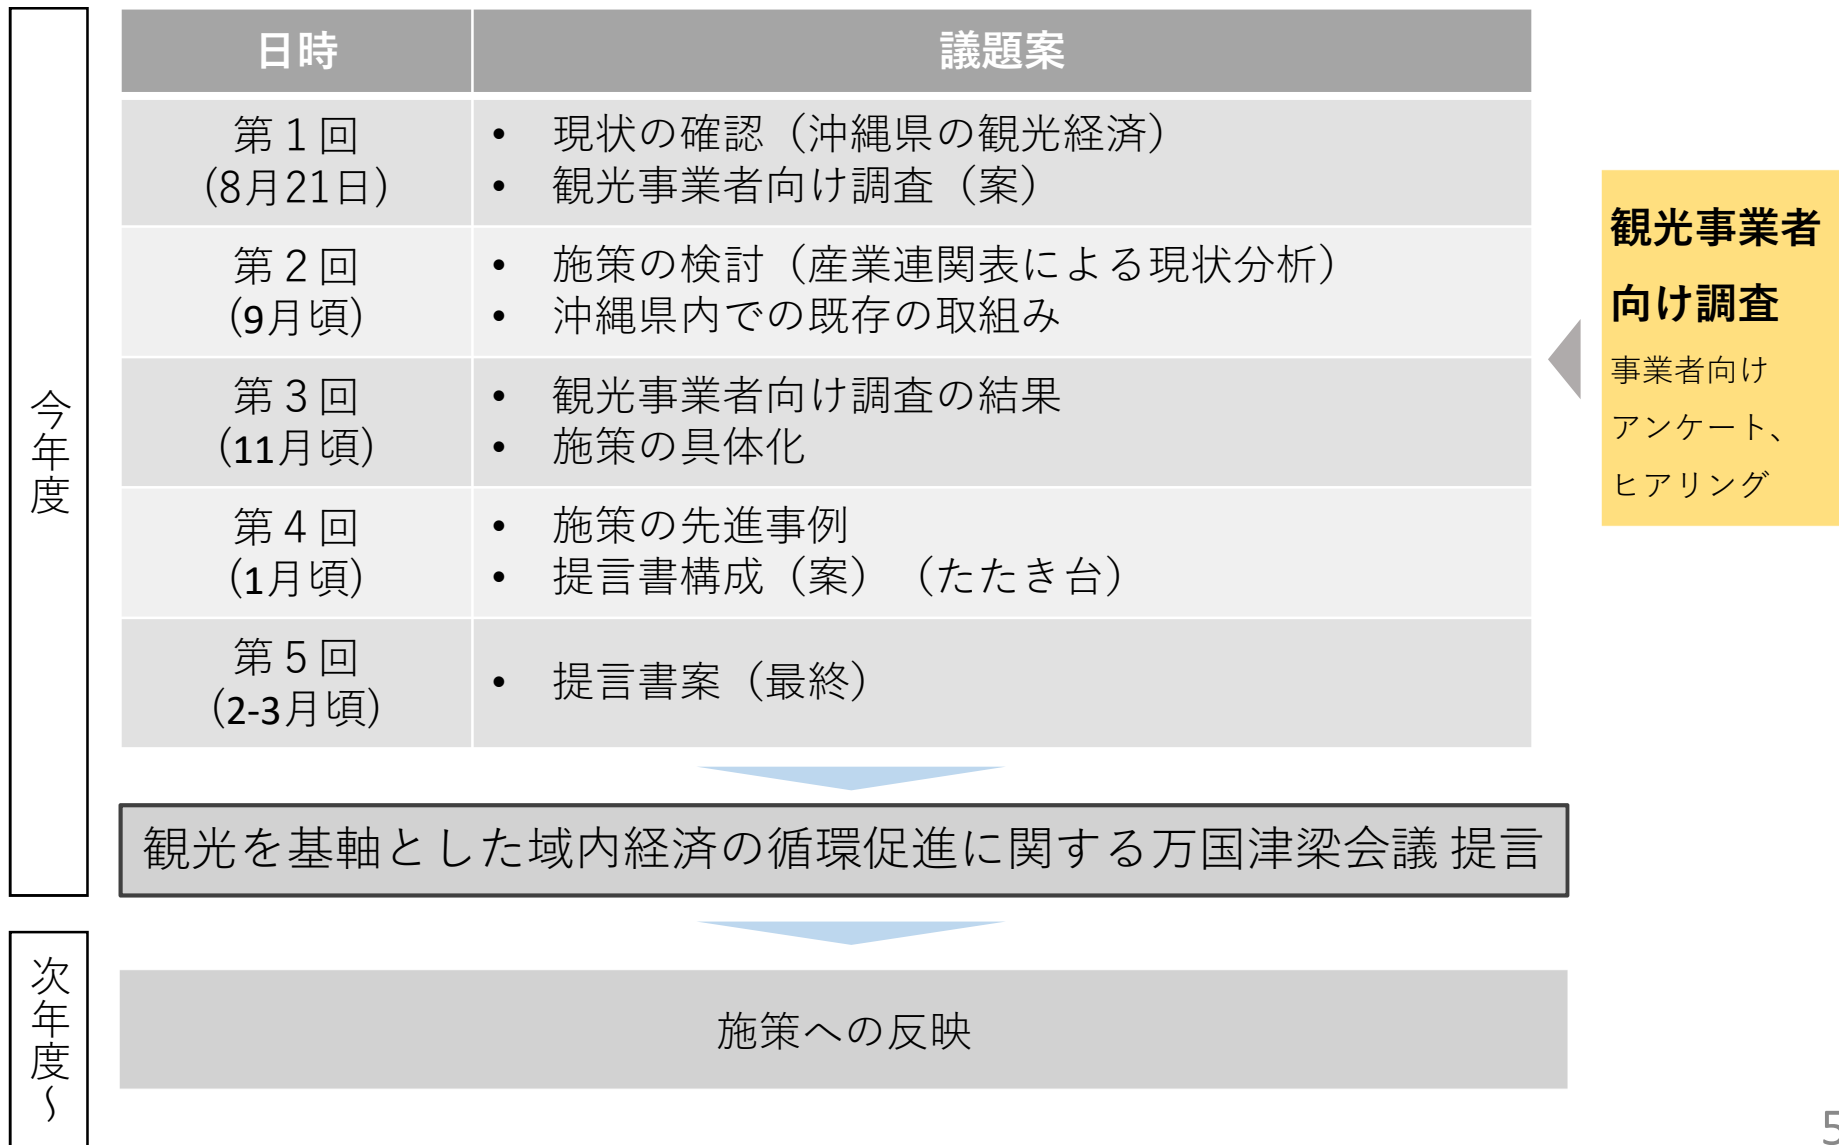 今年度
日時
議題案
第１回
(8月21日)
• 現状の確認（沖縄県の観光経済）
• 観光事業者向け調査（案）
第２回
(9月頃)
• 施策の検討（産業連関表による現状分析）
• 沖縄県内での既存の取組み
第３回
(11月頃)
• 観光事業者向け調査の結果
• 施策の具体化
第４回
(1月頃)
• 施策の先進事例
• 提言書構成（案）（たたき台）
第５回
(2-3月頃)
• 提言書案（最終）
観光事業者
向け調査
事業者向け
アンケート、
ヒアリング
観光を基軸とした域内経済の循環促進に関する万国津梁会議 提言
次年度～
施策への反映
5